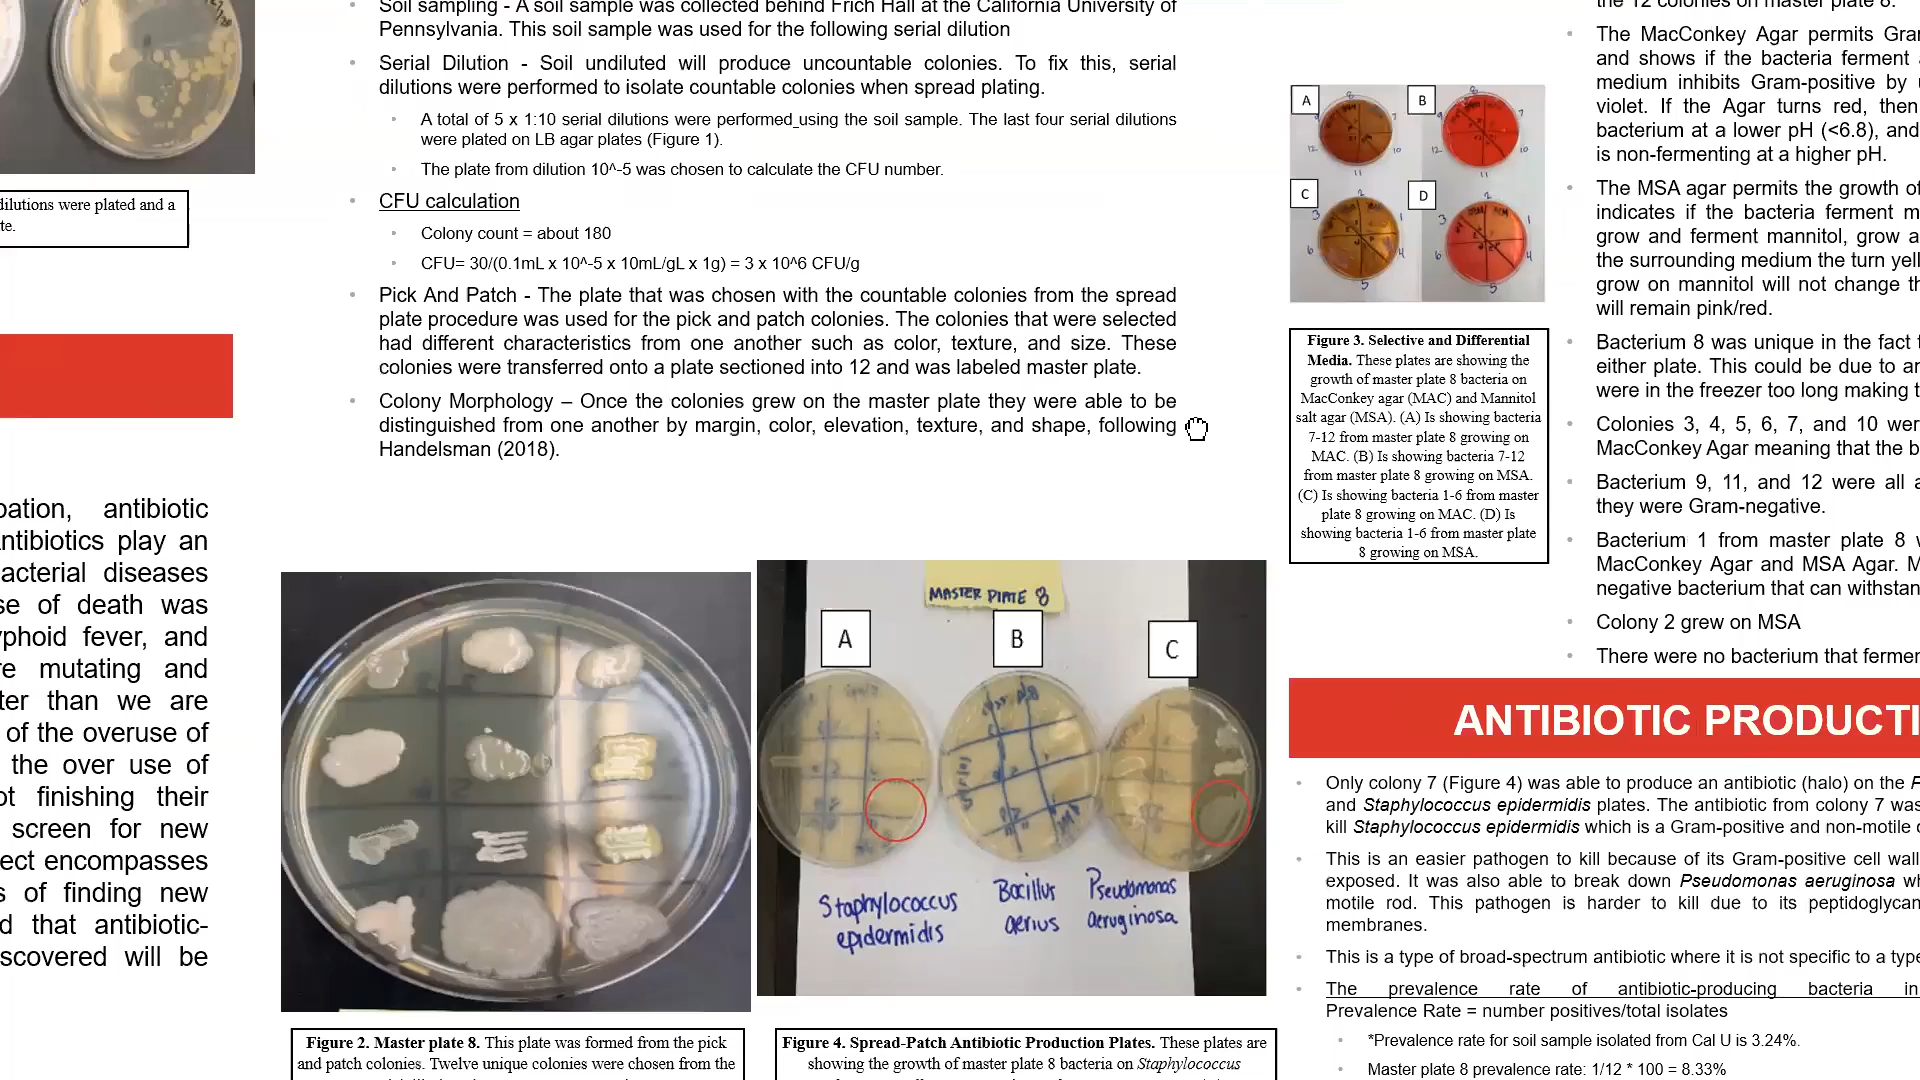 dilutions were plated and a
te.
pation, antibiotic
ntibiotics play an
acterial diseases
se of death was
yphoid fever, and
re mutating and
ter than we are
of the overuse of
the over use of
ot finishing their
screen for new
ject encompasses
s of finding new
d that antibiotic-
scovered will be
Soil sampling - A soil sample was collected behind Frich Hall at the California University of
Pennsylvania. This soil sample was used for the following serial dilution
Serial Dilution - Soil undiluted will produce uncountable colonies. To fix this, serial
dilutions were performed to isolate countable colonies when spread plating.
A total of 5 x 1:10 serial dilutions were performed using the soil sample. The last four serial dilutions
were plated on LB agar plates (Figure 1).
The plate from dilution 10^-5 was chosen to calculate the CFU number.
CFU calculation
Colony count = about 180
CFU= 30/(0.1mL x 10^-5 x 10mL/gL x 1g) = 3 x 10^6 CFU/g
Pick And Patch - The plate that was chosen with the countable colonies from the spread
plate procedure was used for the pick and patch colonies. The colonies that were selected
had different characteristics from one another such as color, texture, and size. These
colonies were transferred onto a plate sectioned into 12 and was labeled master plate.
Colony Morphology – Once the colonies grew on the master plate they were able to be
distinguished from one another by margin, color, elevation, texture, and shape, following
Handelsman (2018).
MASTER PlATE 8
A
B
C
Staphylococcus
epidermidis
Bacillus
aerius
Pseudomonas
aeruginosa
Figure 2. Master plate 8. This plate was formed from the pick
and patch colonies. Twelve unique colonies were chosen from the
Figure 4. Spread-Patch Antibiotic Production Plates. These plates are
showing the growth of master plate 8 bacteria on Staphylococcus
A
B
C
D
8
7
12
10
11
8
7
12
10
11
2
3
1
6
4
5
2
3
1
6
4
5
Figure 3. Selective and Differential
Media. These plates are showing the
growth of master plate 8 bacteria on
MacConkey agar (MAC) and Mannitol
salt agar (MSA). (A) Is showing bacteria
7-12 from master plate 8 growing on
MAC. (B) Is showing bacteria 7-12
from master plate 8 growing on MSA.
(C) Is showing bacteria 1-6 from master
plate 8 growing on MAC. (D) Is
showing bacteria 1-6 from master plate
8 growing on MSA.
the 12 colonies on master plate 8.
The MacConkey Agar permits Gra
and shows if the bacteria ferment
medium inhibits Gram-positive by
violet. If the Agar turns red, then
bacterium at a lower pH (<6.8), and
is non-fermenting at a higher pH.
The MSA agar permits the growth of
indicates if the bacteria ferment m
grow and ferment mannitol, grow a
the surrounding medium the turn yell
grow on mannitol will not change th
will remain pink/red.
Bacterium 8 was unique in the fact t
either plate. This could be due to an
were in the freezer too long making t
Colonies 3, 4, 5, 6, 7, and 10 wer
MacConkey Agar meaning that the b
Bacterium 9, 11, and 12 were all a
they were Gram-negative.
Bacterium 1 from master plate 8 w
MacConkey Agar and MSA Agar. M
negative bacterium that can withstan
Colony 2 grew on MSA
There were no bacterium that fermen
ANTIBIOTIC PRODUCTI
Only colony 7 (Figure 4) was able to produce an antibiotic (halo) on the P
and Staphylococcus epidermidis plates. The antibiotic from colony 7 was
kill Staphylococcus epidermidis which is a Gram-positive and non-motile c
This is an easier pathogen to kill because of its Gram-positive cell wall
exposed. It was also able to break down Pseudomonas aeruginosa wh
motile rod. This pathogen is harder to kill due to its peptidoglycan
membranes.
This is a type of broad-spectrum antibiotic where it is not specific to a type
The prevalence rate of antibiotic-producing bacteria in
Prevalence Rate = number positives/total isolates
*Prevalence rate for soil sample isolated from Cal U is 3.24%.
Master plate 8 prevalence rate: 1/12 * 100 = 8.33%